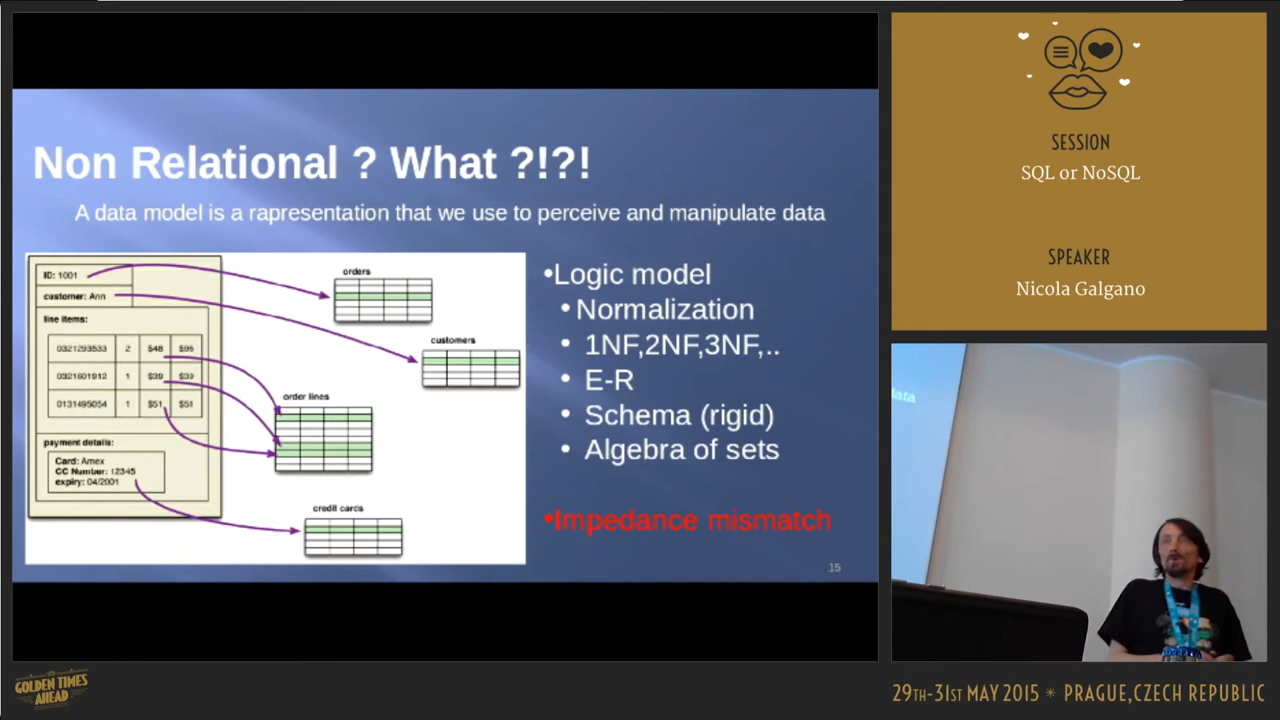 Non Relational ? What ?!?!
A data model is a rapresentation that we use to perceive and manipulate data
ID: 1001
customer: Ann
line items:
0321293533 2 $48 $96
0321601912 1 $39 $39
0131495054 1 $51 $51
payment details:
Card: Amex
CC Number: 12345
expiry: 04/2001
orders
customers
order lines
credit cards
•Logic model
• Normalization
• 1NF,2NF,3NF,..
• E-R
• Schema (rigid)
• Algebra of sets
•Impedance mismatch
15
SESSION
SQL or NoSQL
SPEAKER
Nicola Galgano
data
GOLDEN TIMES
AHEAD
29TH-31ST MAY 2015 * PRAGUE,CZECH REPUBLIC